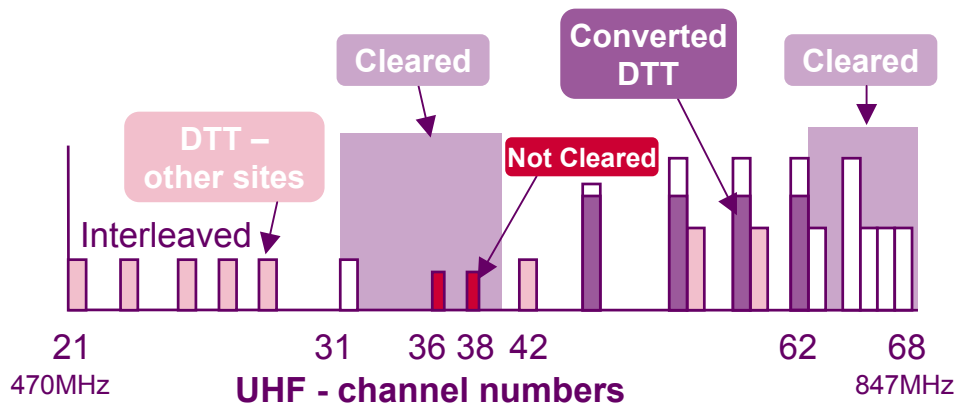 Cleared
Converted
DTT
Cleared
DTT –
other sites
Not Cleared
Interleaved
21
31
36
38
42
62
68
470MHz
UHF - channel numbers
847MHz